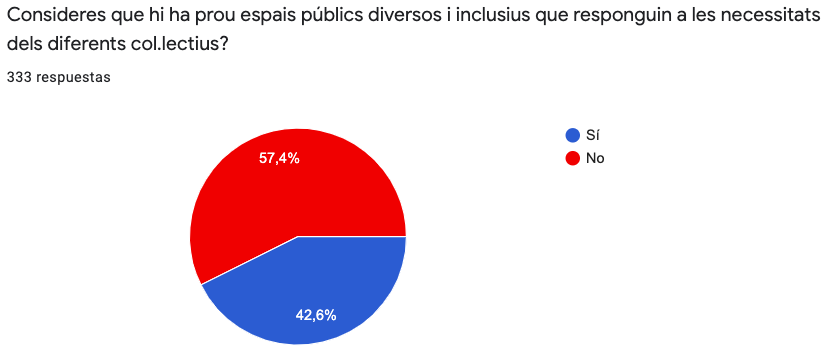 Consideres que hi ha prou espais públics diversos i inclusius que responguin a les necessitats
dels diferents col.lectius?
333 respuestas
Sí
No
57,4%
42,6%